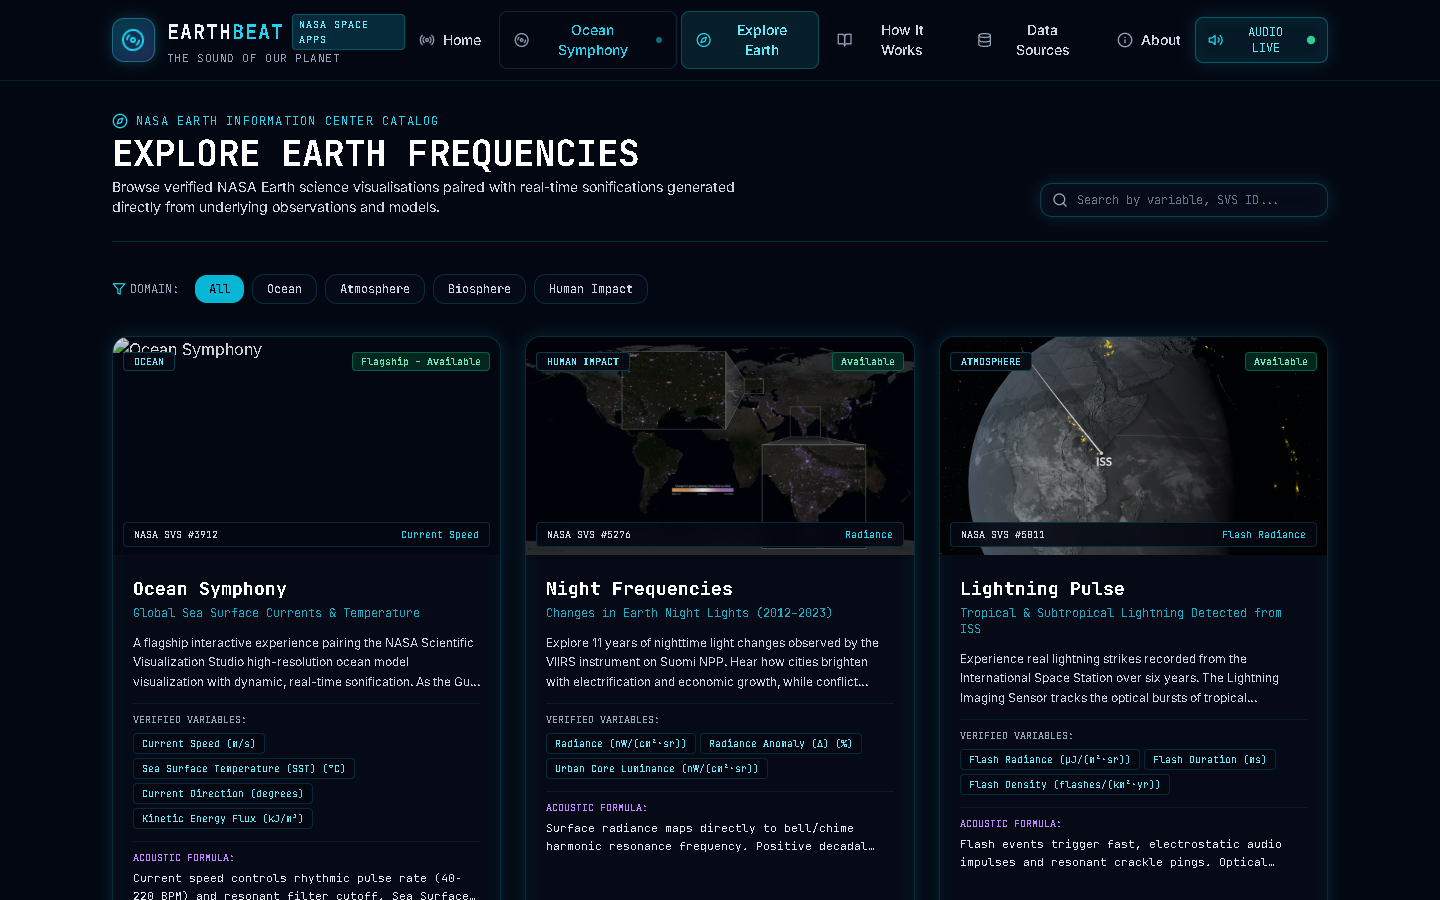 EARTHBEAT
NASA SPACE
APPS
THE SOUND OF OUR PLANET
Home
Ocean
Symphony
Explore
Earth
How It
Works
Data
Sources
About
AUDIO
LIVE
NASA EARTH INFORMATION CENTER CATALOG
EXPLORE EARTH FREQUENCIES
Browse verified NASA Earth science visualisations paired with real-time sonifications generated
directly from underlying observations and models.
Search by variable, SVS ID...
DOMAIN:
All
Ocean
Atmosphere
Biosphere
Human Impact
Ocean Symphony
OCEAN
Flagship - Available
NASA SVS #3912
Current Speed
Ocean Symphony
Global Sea Surface Currents & Temperature
A flagship interactive experience pairing the NASA Scientific
Visualization Studio high-resolution ocean model
visualization with dynamic, real-time sonification. As the Gu...
VERIFIED VARIABLES:
Current Speed (m/s)
Sea Surface Temperature (SST) (°C)
Current Direction (degrees)
Kinetic Energy Flux (kJ/m³)
ACOUSTIC FORMULA:
Current speed controls rhythmic pulse rate (40-
220 BPM) and resonant filter cutoff. Sea Surface…
HUMAN IMPACT
Available
NASA SVS #5276
Radiance
Night Frequencies
Changes in Earth Night Lights (2012-2023)
Explore 11 years of nighttime light changes observed by the
VIIRS instrument on Suomi NPP. Hear how cities brighten
with electrification and economic growth, while conflict...
VERIFIED VARIABLES:
Radiance (nW/(cm²·sr))
Radiance Anomaly (Δ) (%)
Urban Core Luminance (nW/(cm²·sr))
ACOUSTIC FORMULA:
Surface radiance maps directly to bell/chime
harmonic resonance frequency. Positive decadal…
ATMOSPHERE
Available
ISS
NASA SVS #5011
Flash Radiance
Lightning Pulse
Tropical & Subtropical Lightning Detected from
ISS
Experience real lightning strikes recorded from the
International Space Station over six years. The Lightning
Imaging Sensor tracks the optical bursts of tropical...
VERIFIED VARIABLES:
Flash Radiance (µJ/(m²·sr))
Flash Duration (ms)
Flash Density (flashes/(km²·yr))
ACOUSTIC FORMULA:
Flash events trigger fast, electrostatic audio
impulses and resonant crackle pings. Optical…